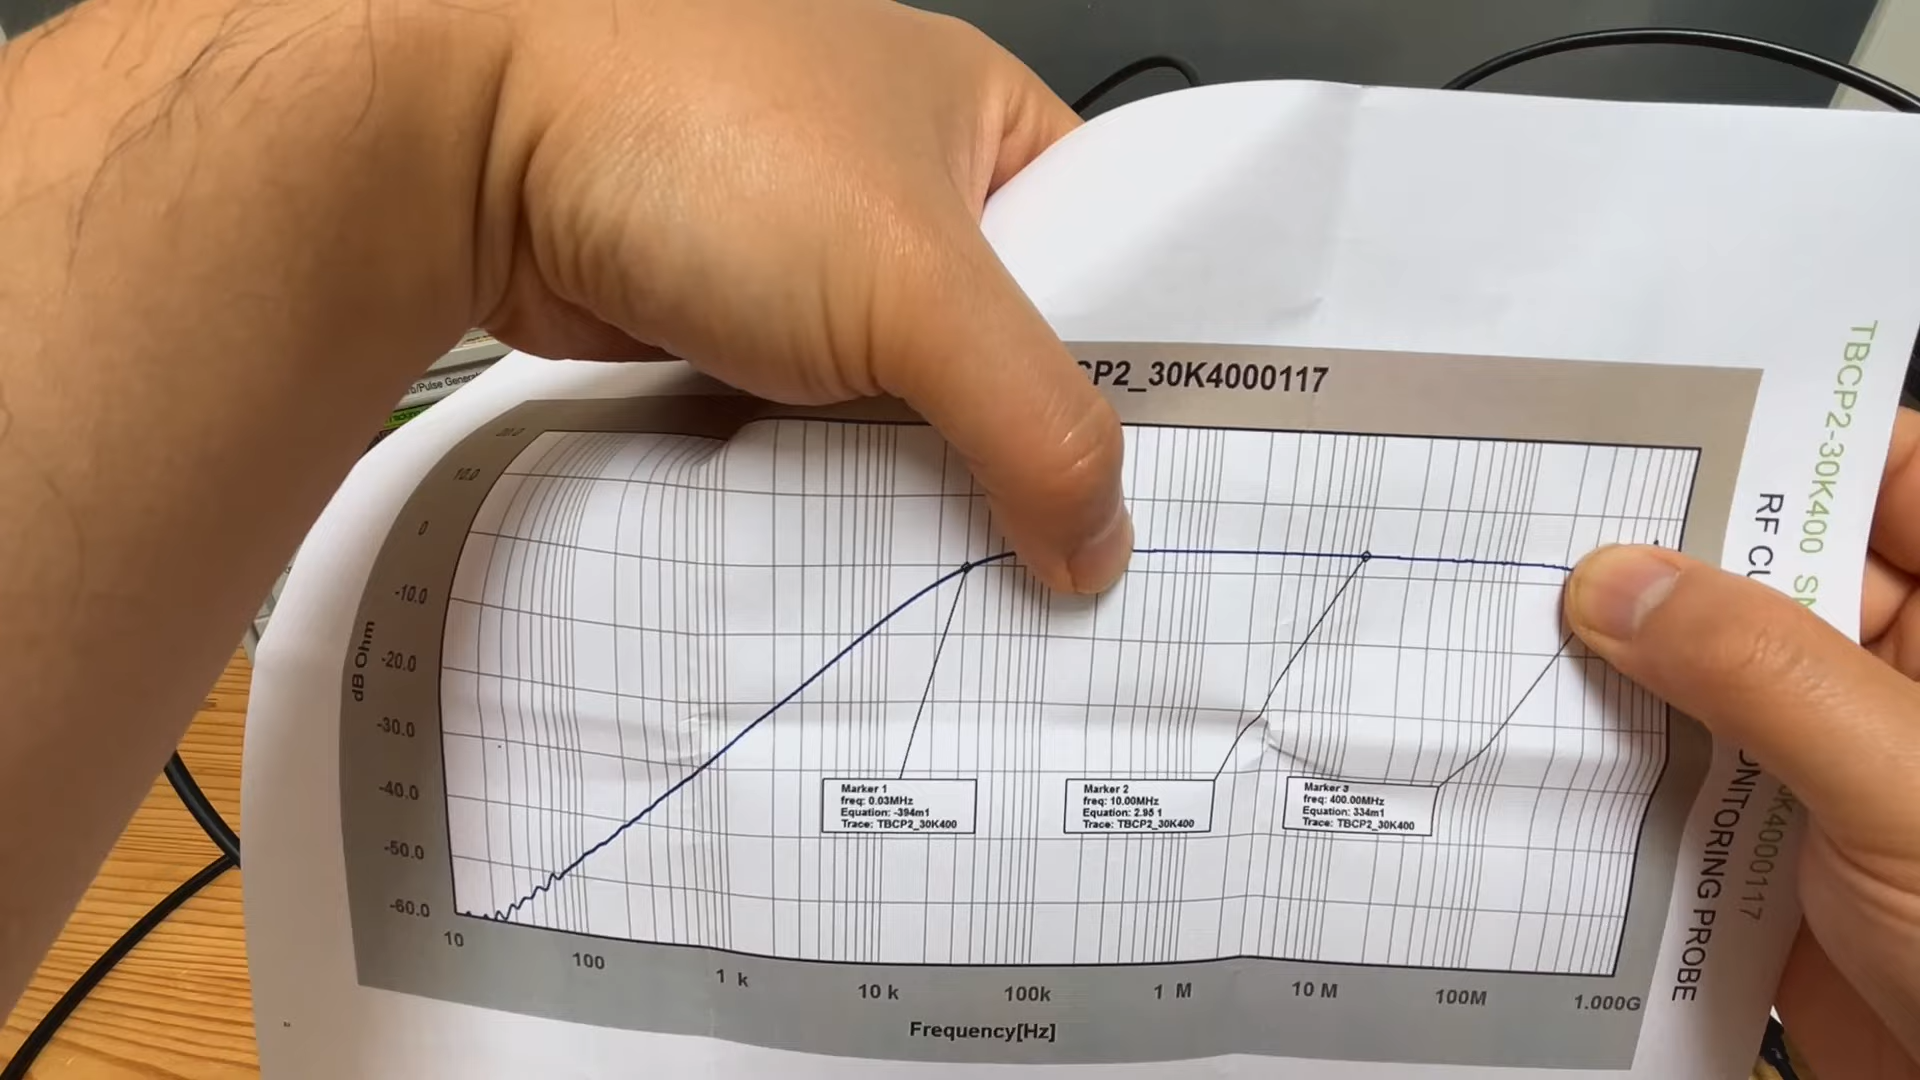 CP2_30K4000117
10.0
0
-10.0
-20.0
-30.0
-40.0
-50.0
-60.0
dB Ohm
10
100
1 k
10 k
100k
1 M
10 M
100M
1.000G
Frequency[Hz]
Marker 1
freq: 0.03MHz
Equation: -394m1
Trace: TBCP2_30K400
Marker 2
freq: 10.00MHz
Equation: 2.95 1
Trace: TBCP2_30K400
Marker 3
freq: 400.00MHz
Equation: 334m1
Trace: TBCP2_30K400
TBCP2-30K400
0K4000117
RF
ONITORING PROBE
/Pulse